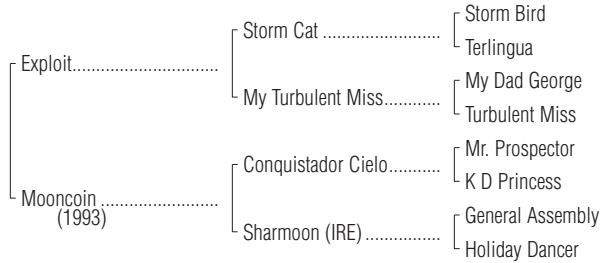 Storm Bird
Storm Cat
Terlingua
Exploit
My Dad George
My Turbulent Miss
Turbulent Miss
Mr. Prospector
Conquistador Cielo
K D Princess
Mooncoin
(1993)
General Assembly
Sharmoon (IRE)
Holiday Dancer